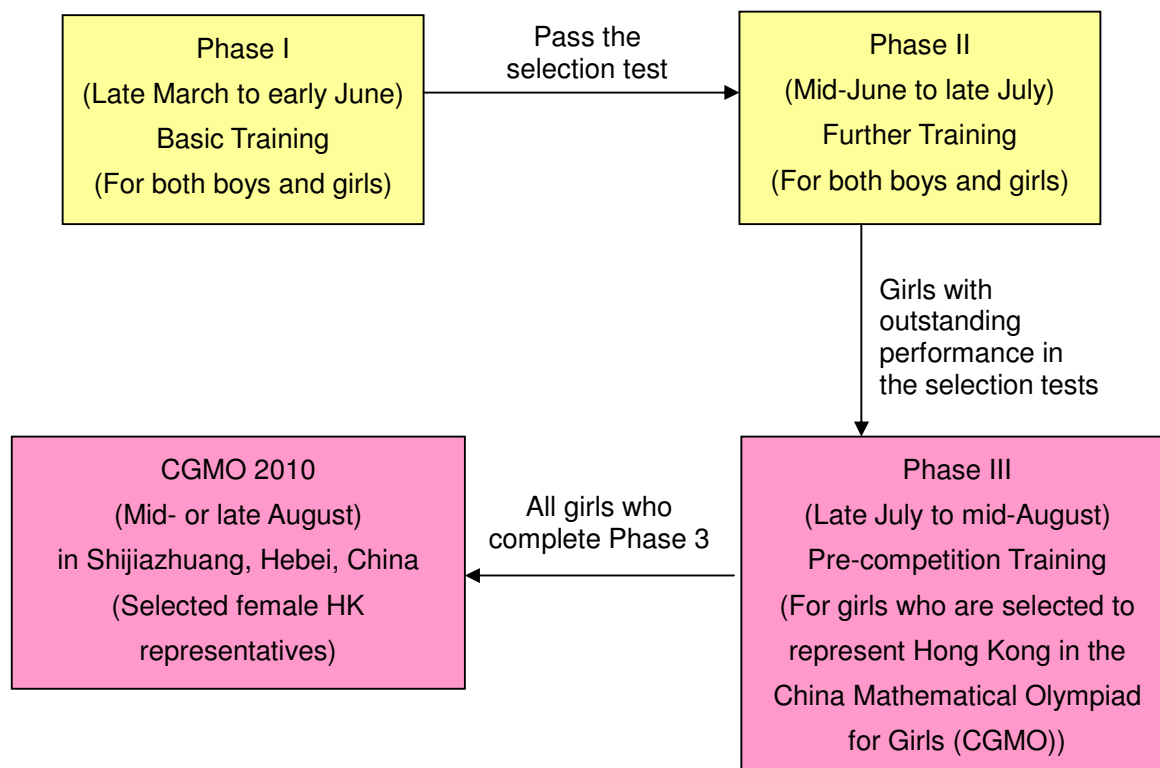 Phase I
(Late March to early June)
Basic Training
(For both boys and girls)
Pass the
selection test
Phase II
(Mid-June to late July)
Further Training
(For both boys and girls)
Girls with
outstanding
performance in
the selection tests
Phase III
(Late July to mid-August)
Pre-competition Training
(For girls who are selected to
represent Hong Kong in the
China Mathematical Olympiad
for Girls (CGMO))
All girls who
complete Phase 3
CGMO 2010
(Mid- or late August)
in Shijiazhuang, Hebei, China
(Selected female HK
representatives)